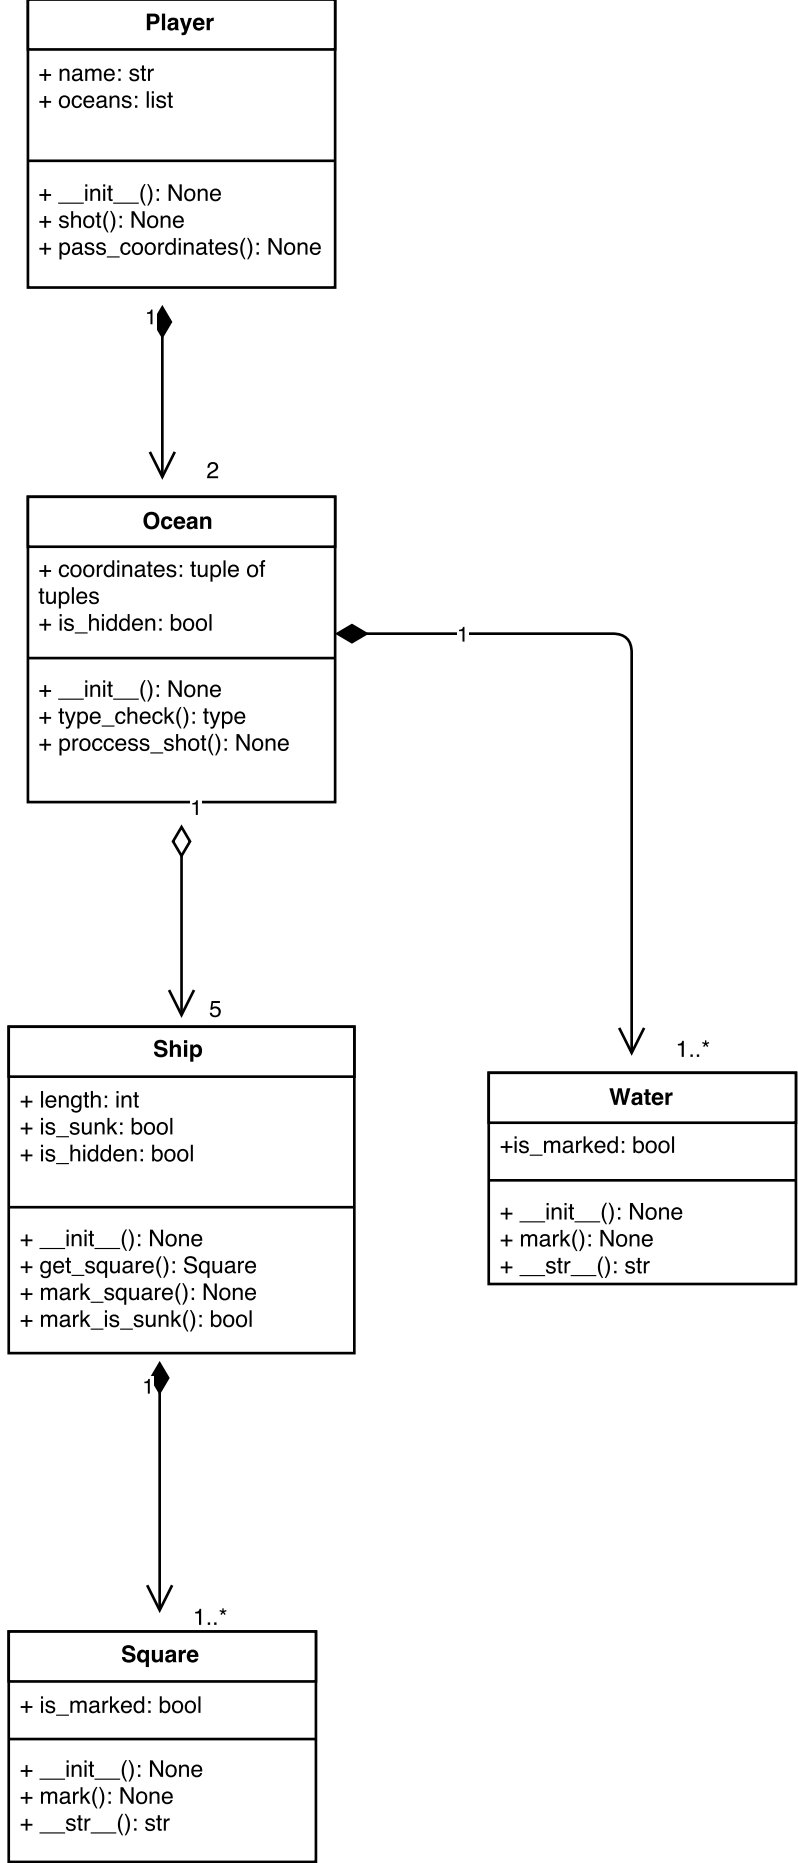 Player
+ name: str
+ oceans: list
+ __init__(): None
+ shot(): None
+ pass_coordinates(): None
1
2
Ocean
+ coordinates: tuple of
tuples
+ is_hidden: bool
+ __init__(): None
+ type_check(): type
+ proccess_shot(): None
1
1
5
Ship
+ length: int
+ is_sunk: bool
+ is_hidden: bool
+ __init__(): None
+ get_square(): Square
+ mark_square(): None
+ mark_is_sunk(): bool
1..*
Water
+is_marked: bool
+ __init__(): None
+ mark(): None
+ __str__(): str
1
1..*
Square
+ is_marked: bool
+ __init__(): None
+ mark(): None
+ __str__(): str